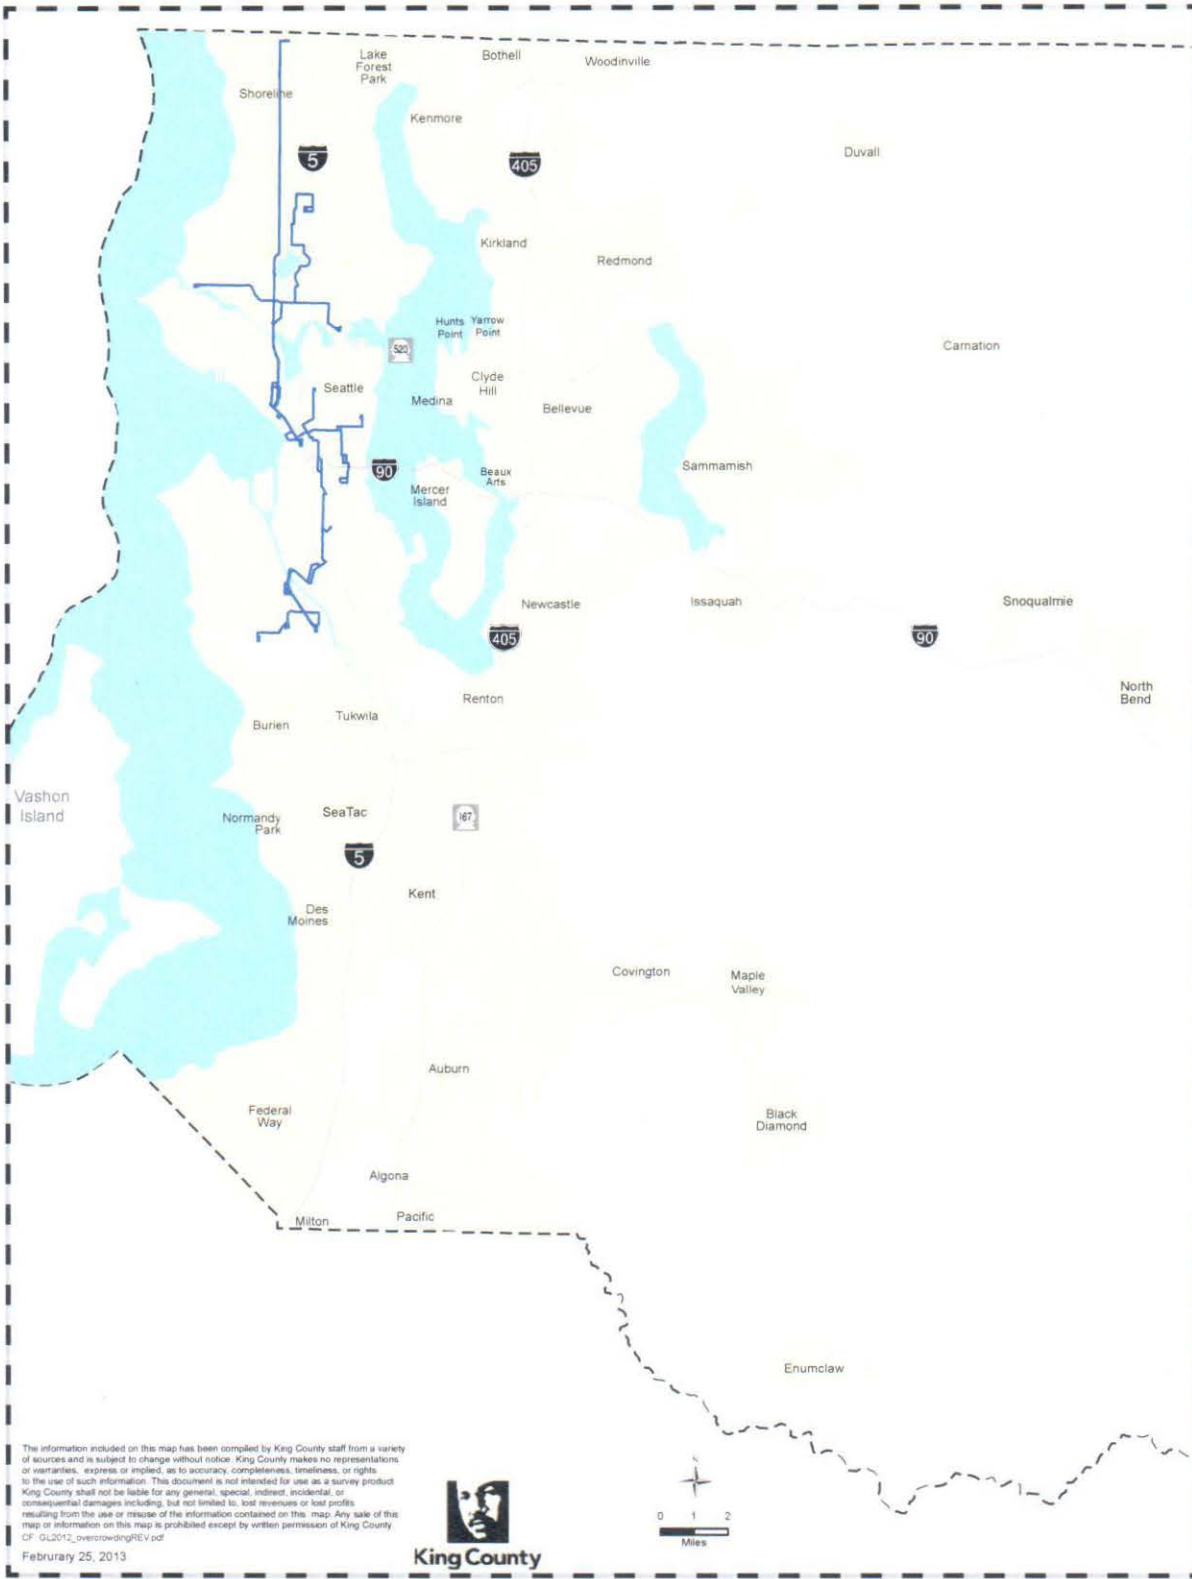 Lake
Forest
Park
Bothell
Woodinville
Shoreline
Kenmore
5
405
Duvall
Kirkland
Redmond
Hunts
Point
Yarrow
Point
520
Carnation
Seattle
Clyde
Hill
Medina
Bellevue
90
Beaux
Arts
Sammamish
Mercer
Island
Newcastle
Issaquah
Snoqualmie
405
90
North
Bend
Renton
Tukwila
Burien
Vashon
Island
Normandy
Park
SeaTac
167
5
Kent
Des
Moines
Covington
Maple
Valley
Auburn
Federal
Way
Black
Diamond
Algona
Milton
Pacific
Enumclaw
The information included on this map has been compiled by King County staff from a variety
of sources and is subject to change without notice. King County makes no representations
or warranties, express or implied, as to accuracy, completeness, timeliness, or rights
to the use of such information. This document is not intended for use as a survey product.
King County shall not be liable for any general, special, indirect, incidental, or
consequential damages including, but not limited to, lost revenues or lost profits
resulting from the use or misuse of the information contained on this map. Any sale of this
map or information on this map is prohibited except by written permission of King County.
CF: GL2012_overcrowdingREV.pdf
Februrary 25, 2013
King County
0 1 2
Miles